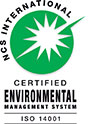 NCS INTERNATIONAL
CERTIFIED
ENVIRONMENTAL
MANAGEMENT SYSTEM
ISO 14001